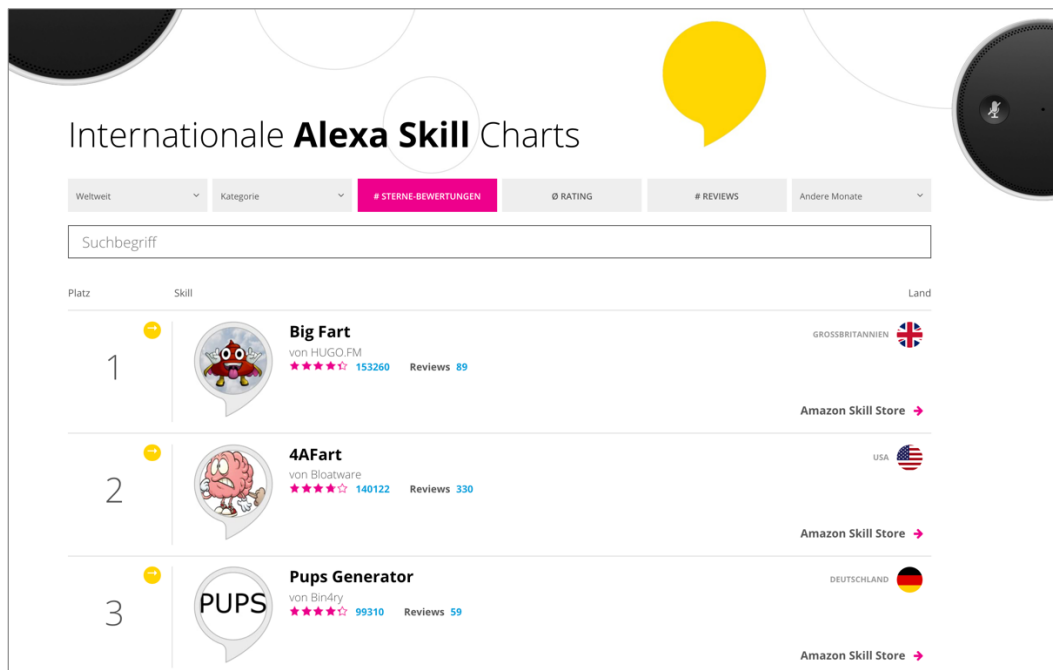 Internationale Alexa Skill Charts
Weltweit Kategorie # STERNE-BEWERTUNGEN Ø RATING # REVIEWS Andere Monate
Suchbegriff
Platz Skill Land
1 Big Fart GROSSBRITANNIEN
von HUGO.FM
153260 Reviews 89
Amazon Skill Store
2 4AFart USA
von Bloatware
140122 Reviews 330
Amazon Skill Store
3 PUPS Pups Generator DEUTSCHLAND
von Bin4ry
99310 Reviews 59
Amazon Skill Store